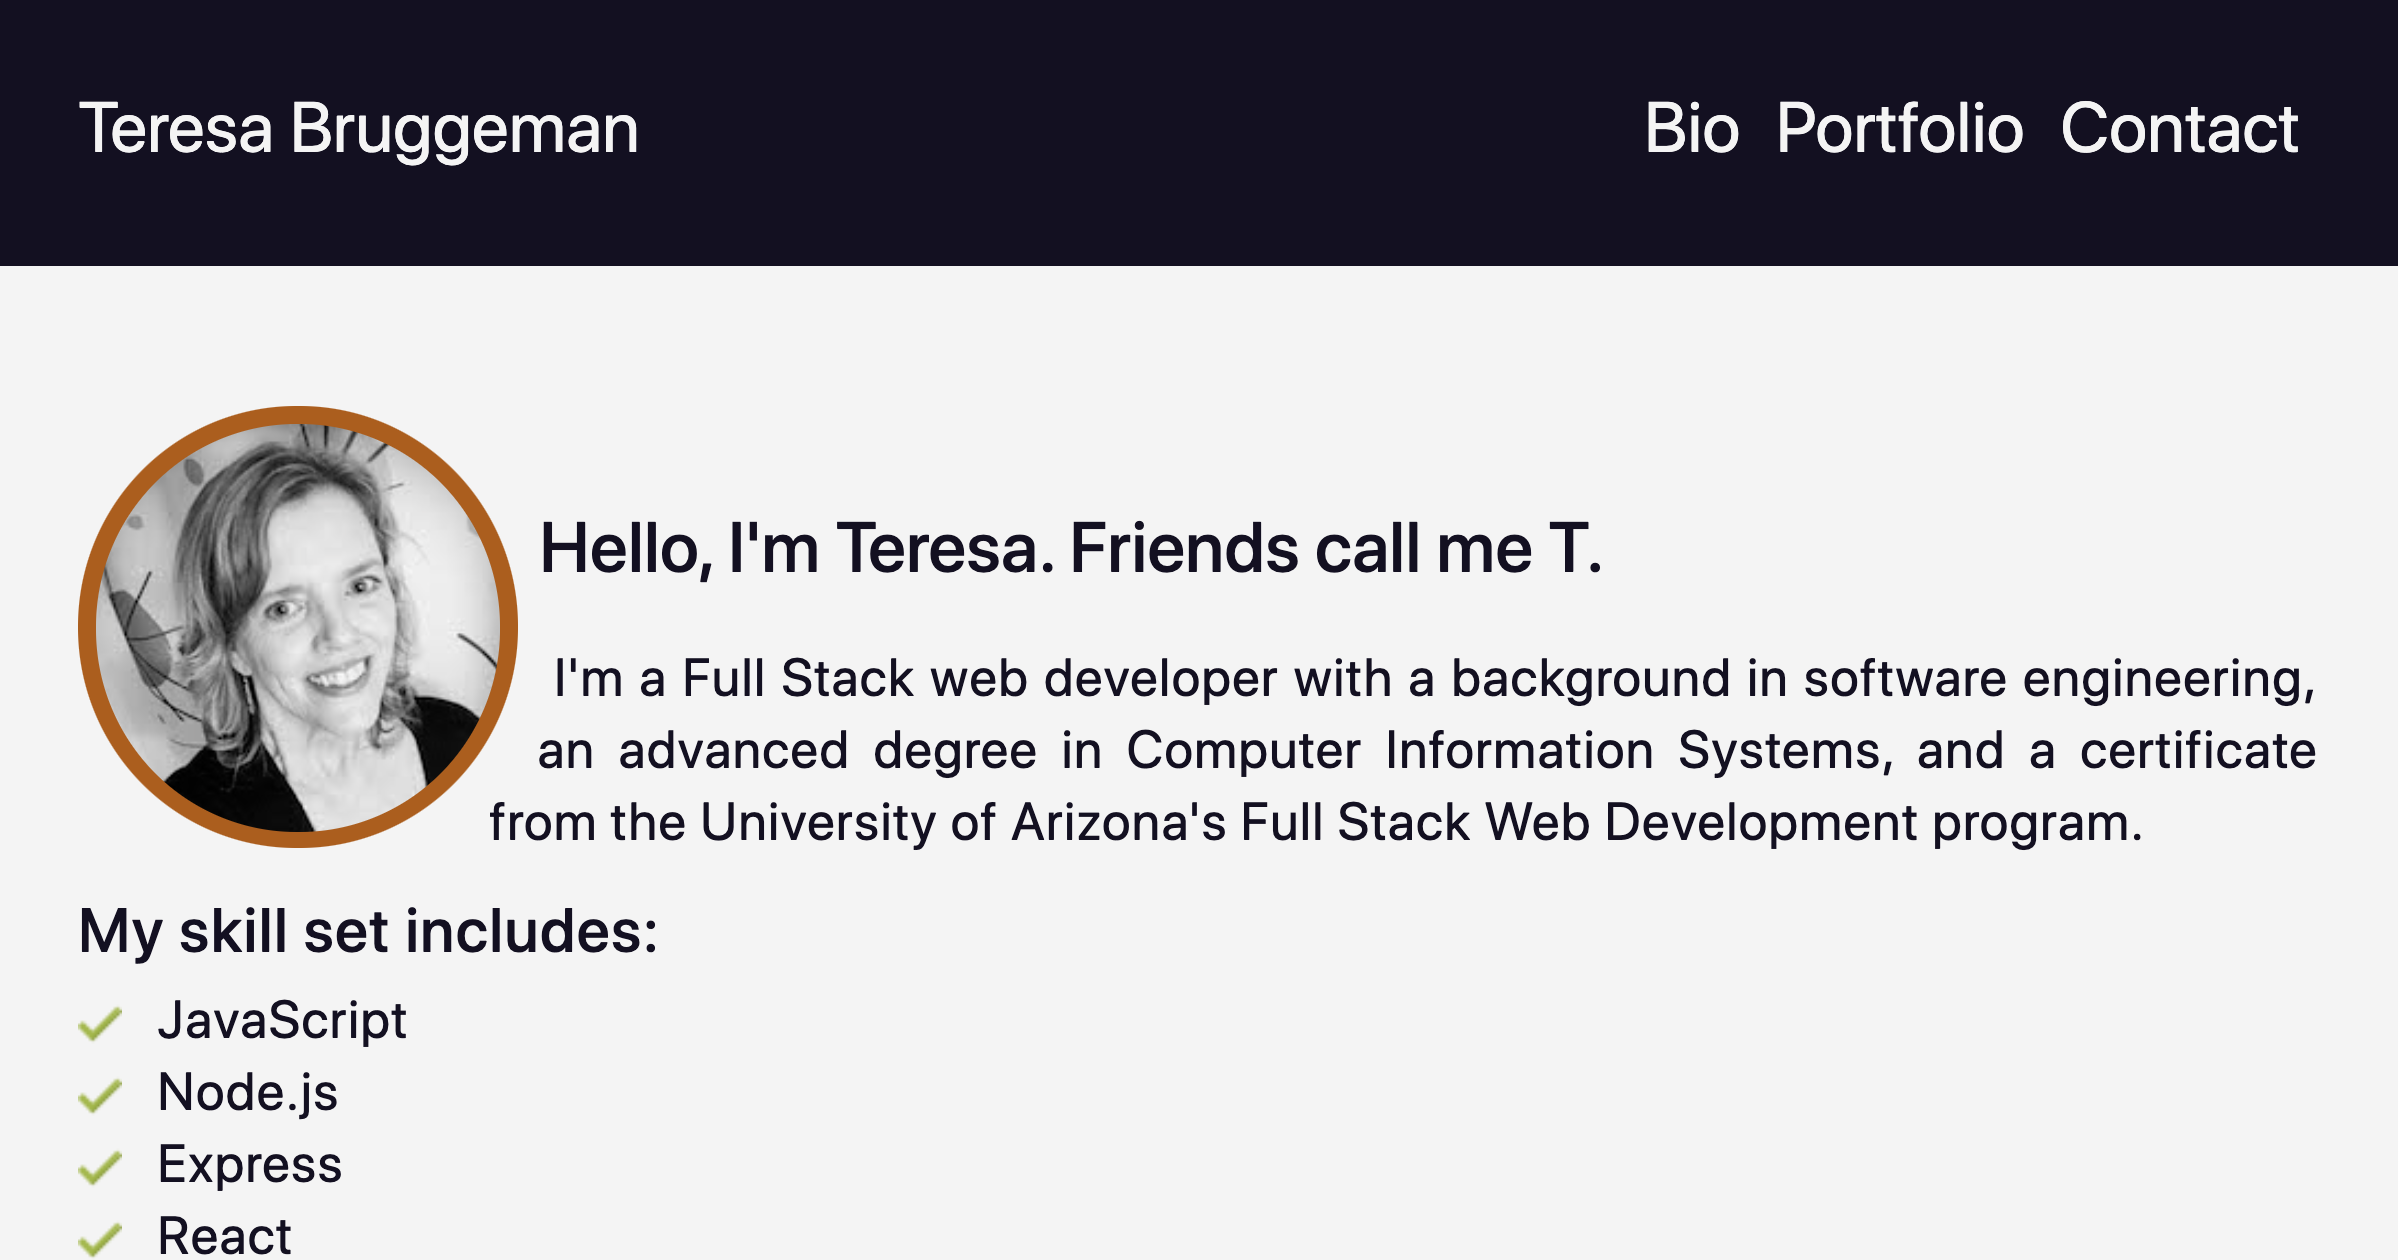 Teresa Bruggeman
Bio Portfolio Contact
Hello, I'm Teresa. Friends call me T.
I'm a Full Stack web developer with a background in software engineering,
an advanced degree in Computer Information Systems, and a certificate
from the University of Arizona's Full Stack Web Development program.
My skill set includes:
JavaScript
Node.js
Express
React